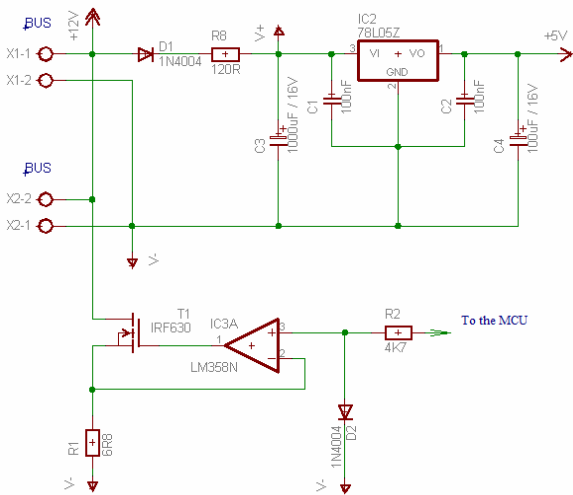 BUS
+12V
X1-1
X1-2
D1
1N4004
R8
120R
V+
IC2
78L05Z
3
VI
VO
1
GND
2
+5V
C1
100nF
C2
100nF
C3
1000uF / 16V
C4
100uF / 16V
BUS
X2-2
X2-1
V-
T1
IRF630
IC3A
1
3
2
LM358N
R2
4K7
To the MCU
R1
6R8
V-
1N4004
D2
V-